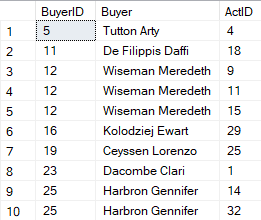 BuyerID Buyer ActID
1 5 Tutton Arty 4
2 11 De Filippis Daffi 18
3 12 Wiseman Meredeth 9
4 12 Wiseman Meredeth 11
5 12 Wiseman Meredeth 15
6 16 Kolodziej Ewart 29
7 19 Ceyssen Lorenzo 25
8 23 Dacombe Clari 1
9 25 Harbron Gennifer 14
10 25 Harbron Gennifer 32